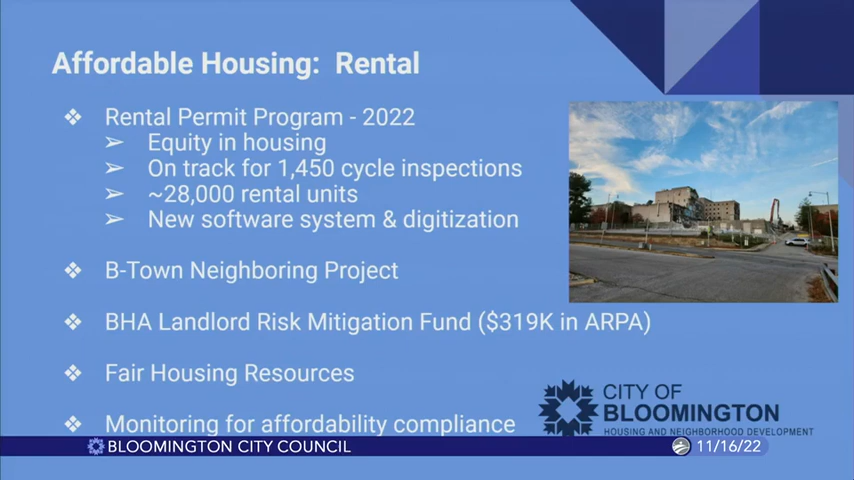 Affordable Housing: Rental
❖ Rental Permit Program - 2022
➢ Equity in housing
➢ On track for 1,450 cycle inspections
➢ ~28,000 rental units
➢ New software system & digitization
❖ B-Town Neighboring Project
❖ BHA Landlord Risk Mitigation Fund ($319K in ARPA)
❖ Fair Housing Resources
❖ Monitoring for affordability compliance
CITY OF
BLOOMINGTON
HOUSING AND NEIGHBORHOOD DEVELOPMENT
BLOOMINGTON CITY COUNCIL
11/16/22